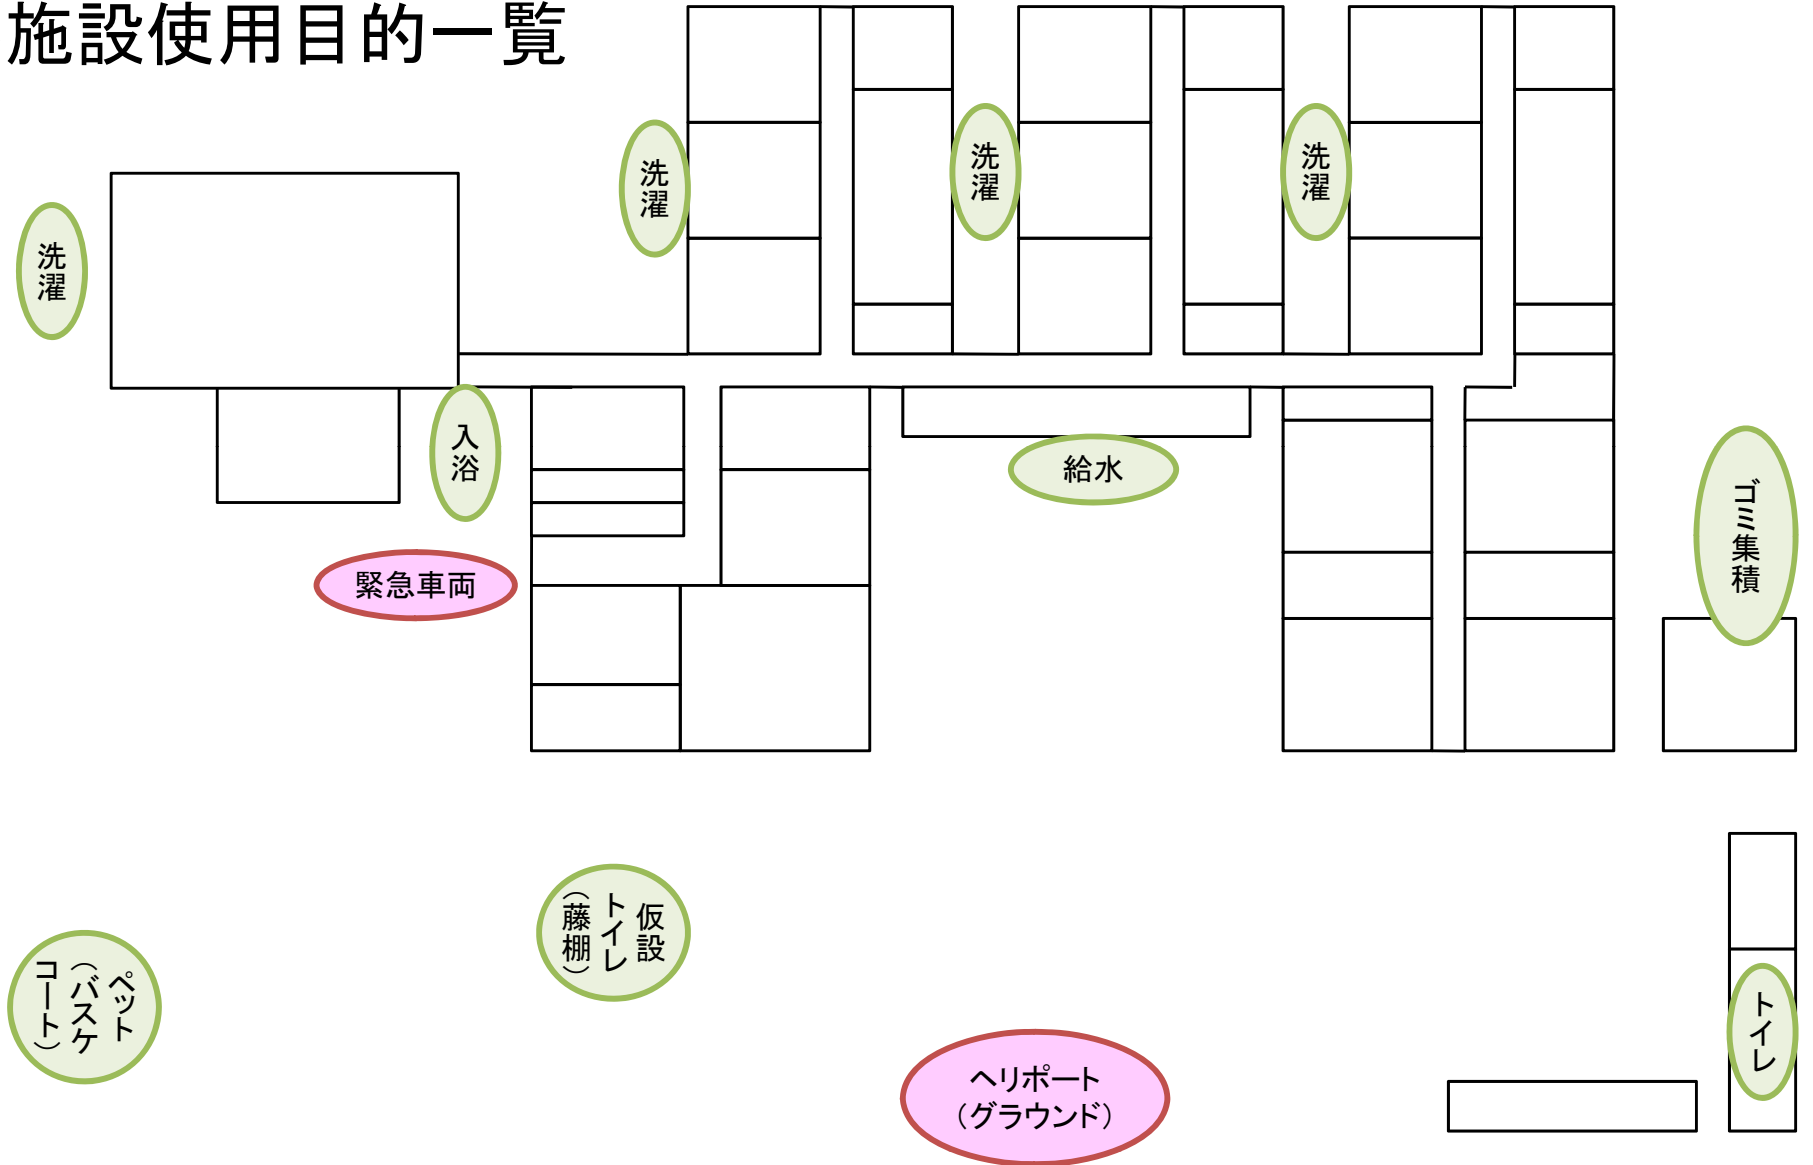 施設使用目的一覧
洗濯
洗濯
洗濯
洗濯
入浴
給水
緊急車両
ゴミ集積
仮設
トイレ
（藤棚）
ペット
（バスケ
コート）
トイレ
ヘリポート
（グラウンド）